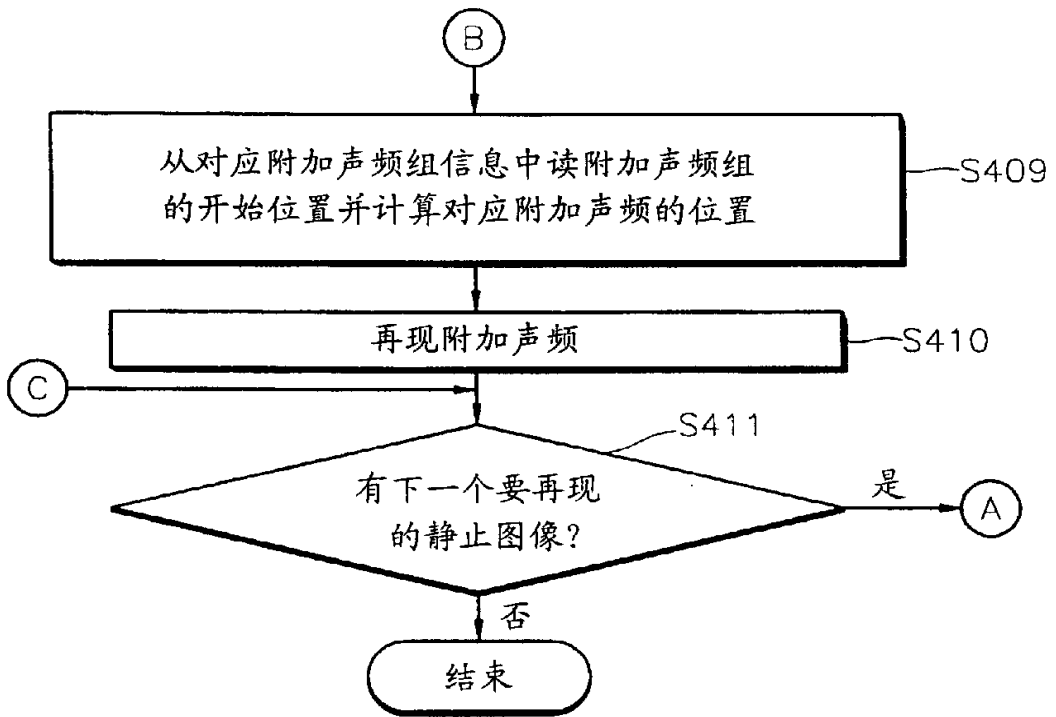 B
从对应附加声频组信息中读附加声频组
的开始位置并计算对应附加声频的位置
S409
再现附加声频
S410
C
S411
有下一个要再现
的静止图像?
是
A
否
结束